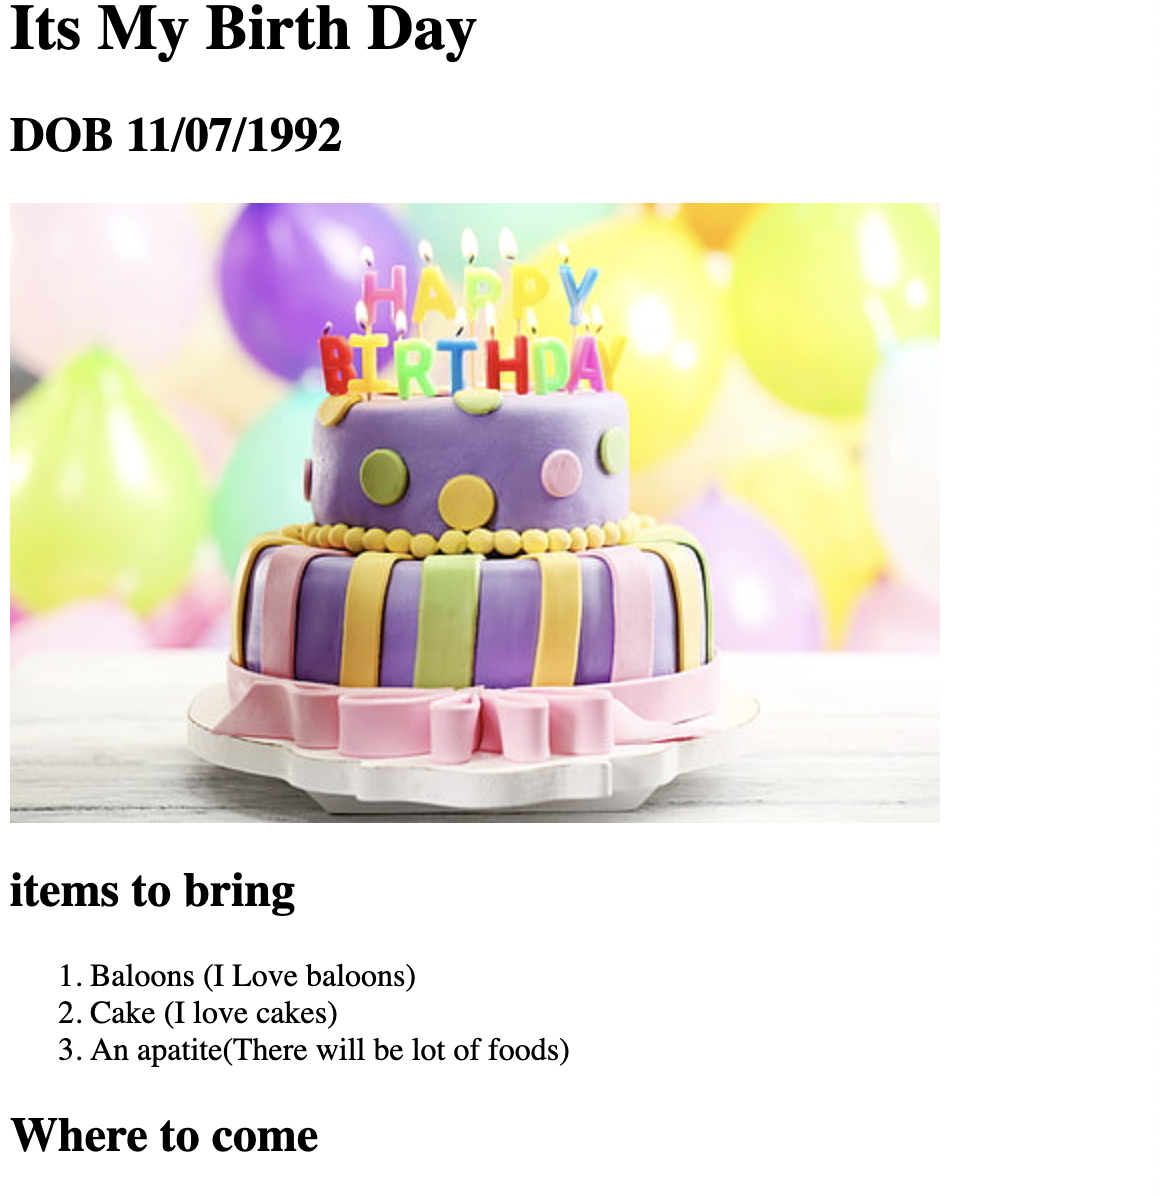 Its My Birth Day
DOB 11/07/1992
HAPPY
BIRTHDAY
items to bring
1. Baloons (I Love baloons)
2. Cake (I love cakes)
3. An apatite(There will be lot of foods)
Where to come